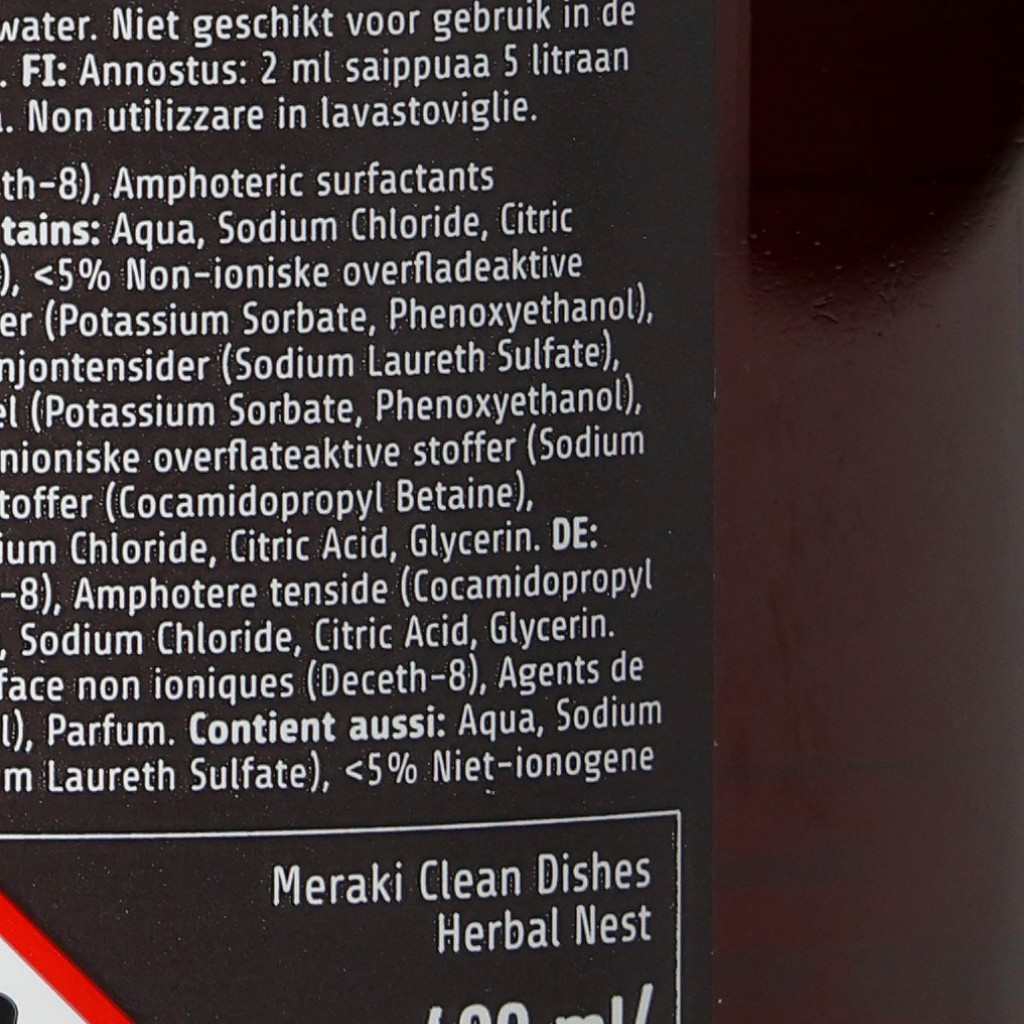 water. Niet geschikt voor gebruik in de
. FI: Annostus: 2 ml saippuaa 5 litraan
. Non utilizzare in lavastoviglie.
th-8), Amphoteric surfactants
tains: Aqua, Sodium Chloride, Citric
), <5% Non-ioniske overfladeaktive
er (Potassium Sorbate, Phenoxyethanol),
njontensider (Sodium Laureth Sulfate),
el (Potassium Sorbate, Phenoxyethanol),
nioniske overflateaktive stoffer (Sodium
toffer (Cocamidopropyl Betaine),
ium Chloride, Citric Acid, Glycerin. DE:
-8), Amphotere tenside (Cocamidopropyl
, Sodium Chloride, Citric Acid, Glycerin.
face non ioniques (Deceth-8), Agents de
l), Parfum. Contient aussi: Aqua, Sodium
m Laureth Sulfate), <5% Niet-ionogene
Meraki Clean Dishes
Herbal Nest
ml/